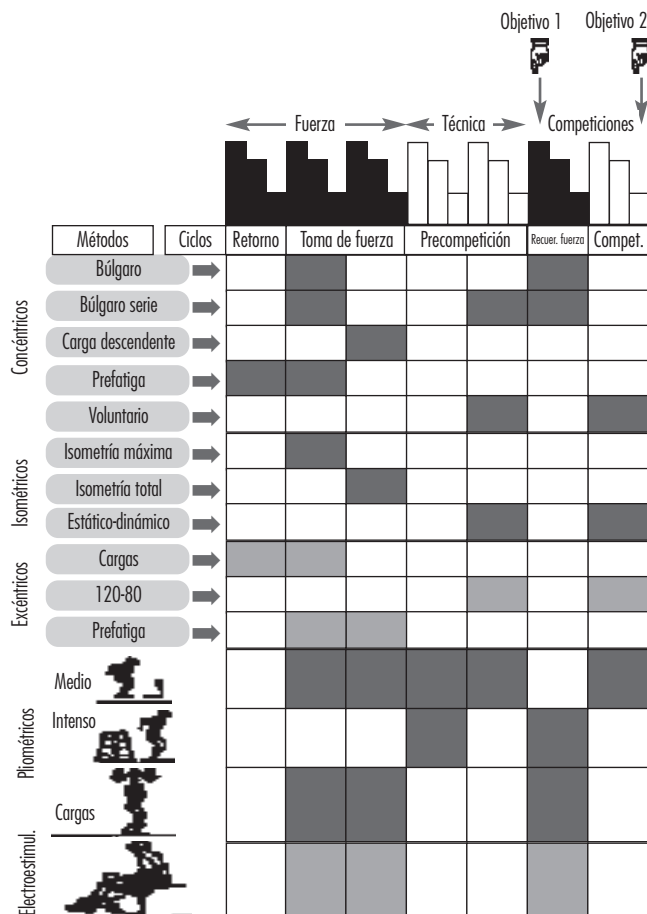 Objetivo 1 Objetivo 2
Fuerza Técnica Competiciones
Métodos Ciclos Retorno Toma de fuerza Precompetición Recuer. fuerza Compet.
Concéntricos
Búlgaro
Búlgaro serie
Carga descendente
Prefatiga
Voluntario
Isométricos
Isometría máxima
Isometría total
Estático-dinámico
Excéntricos
Cargas
120-80
Prefatiga
Pliométricos
Medio
Intenso
Cargas
Electroestimul.